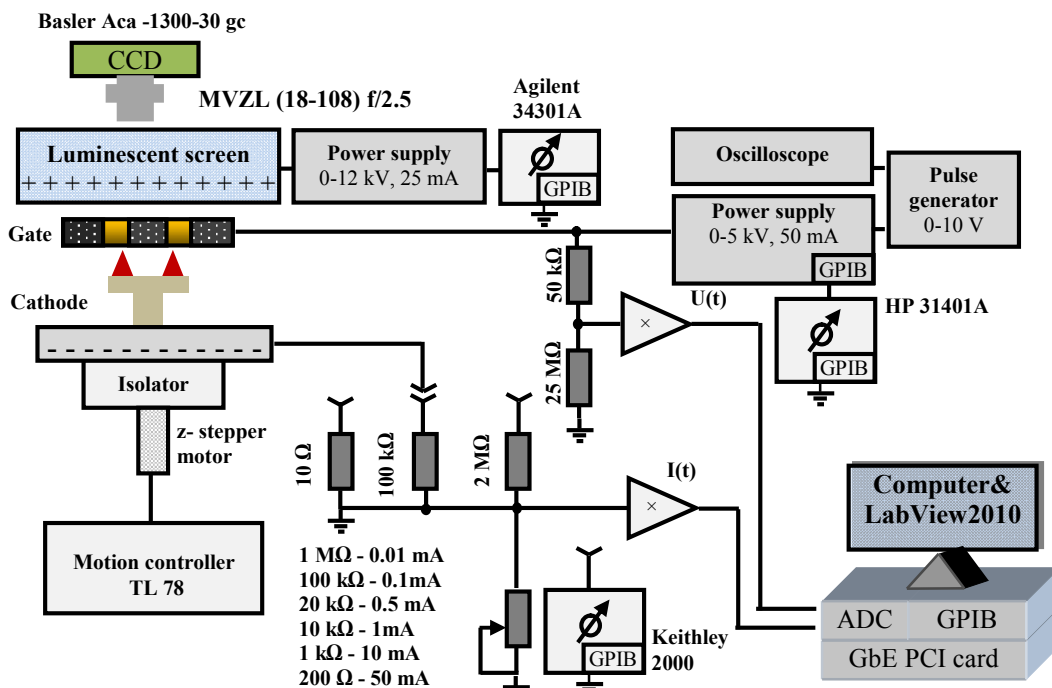 Basler Aca -1300-30 gc
CCD
MVZL (18-108) f/2.5
Agilent
34301A
Luminescent screen
+ + + + + + + + + + + + +
Power supply
0-12 kV, 25 mA
GPIB
Oscilloscope
Pulse
generator
0-10 V
Power supply
0-5 kV, 50 mA
GPIB
Gate
50 kΩ
U(t)
×
HP 31401A
GPIB
Cathode
- - - - - - - - - - - -
25 MΩ
Isolator
z- stepper
motor
10 Ω
100 kΩ
2 MΩ
I(t)
×
Computer&
LabView2010
Motion controller
TL 78
1 MΩ - 0.01 mA
100 kΩ - 0.1mA
20 kΩ - 0.5 mA
10 kΩ - 1mA
1 kΩ - 10 mA
200 Ω - 50 mA
GPIB
Keithley
2000
ADC
GPIB
GbE PCI card